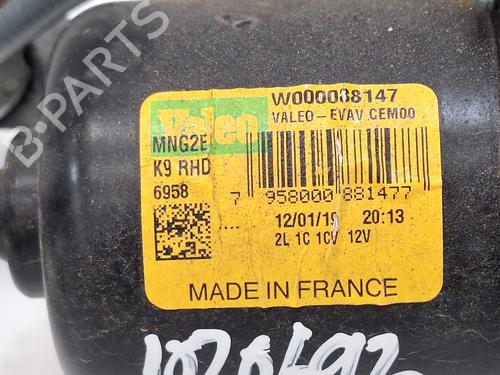 B-PARTS
W000088147
Valeo
VALEO-EVAV.CEM00
MNG2E
K9 RHD
6958
7 958000 881477
.... 12/01/19 20:13
2L 1C 10V 12V
MADE IN FRANCE